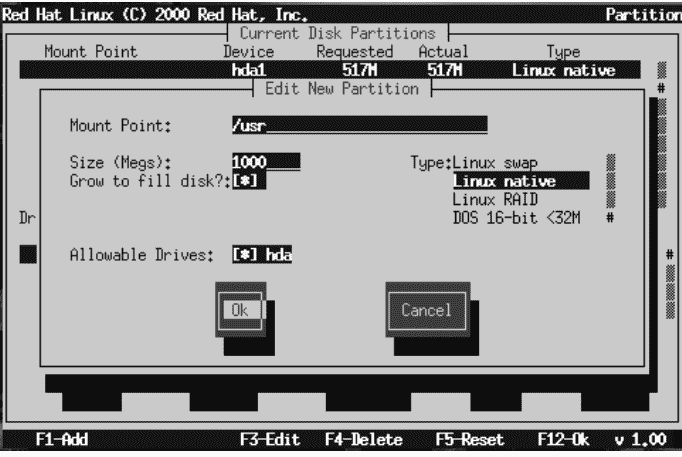 Red Hat Linux (C) 2000 Red Hat, Inc. Partition
Current Disk Partitions
Mount Point Device Requested Actual Type
hda1 517M 517M Linux native
#
Edit New Partition
Mount Point: /usr
Size (Megs): 1000 Type:Linux swap
Grow to fill disk?:[*] Linux native
Linux RAID
Dr DOS 16-bit <32M #
Allowable Drives: [*] hda #
Ok Cancel
F1-Add F3-Edit F4-Delete F5-Reset F12-Ok v 1.00